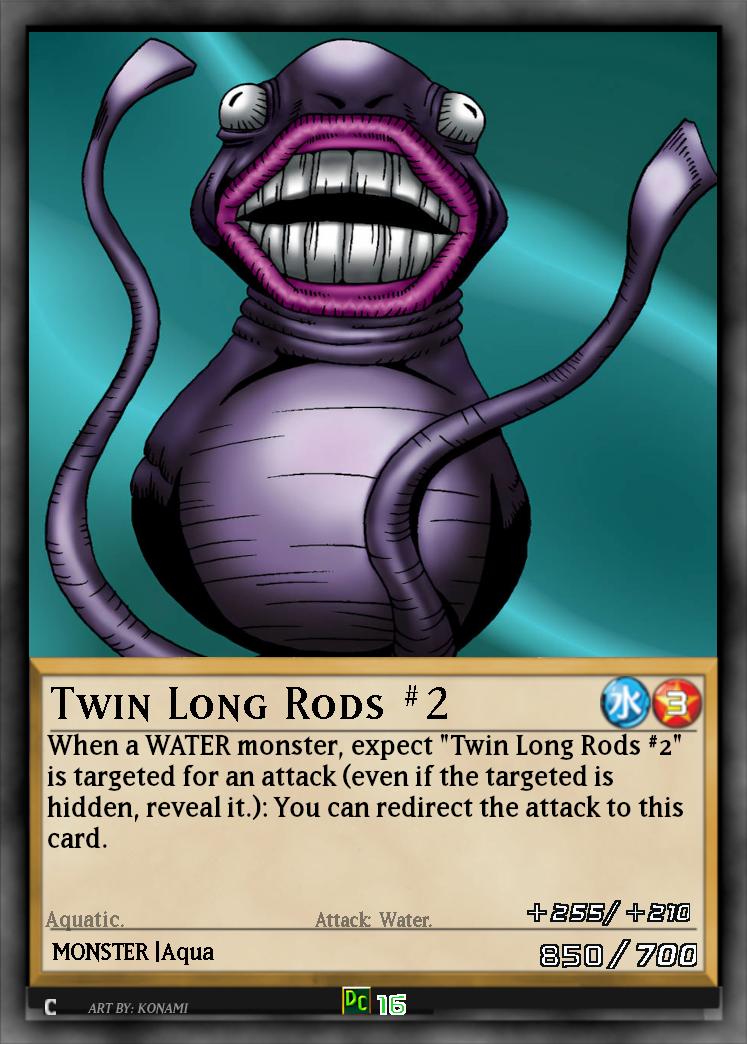 Twin Long Rods #2
水 3
When a WATER monster, expect "Twin Long Rods #2"
is targeted for an attack (even if the targeted is
hidden, reveal it.): You can redirect the attack to this
card.
Aquatic. Attack: Water. +255/+210
MONSTER |Aqua 850/700
C ART BY: KONAMI DC 16